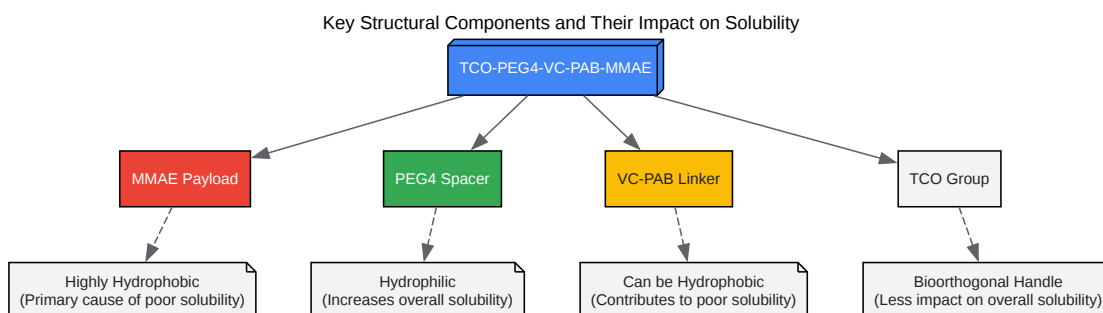 Key Structural Components and Their Impact on Solubility
TCO-PEG4-VC-PAB-MMAE
MMAE Payload
PEG4 Spacer
VC-PAB Linker
TCO Group
Highly Hydrophobic
(Primary cause of poor solubility)
Hydrophilic
(Increases overall solubility)
Can be Hydrophobic
(Contributes to poor solubility)
Bioorthogonal Handle
(Less impact on overall solubility)